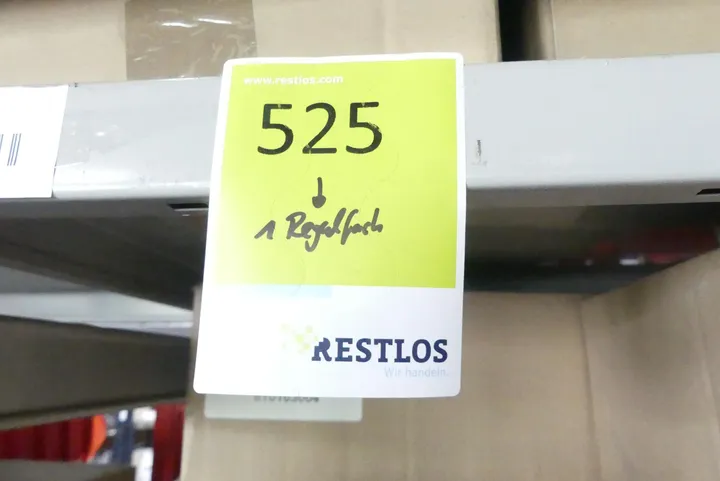 www.restlos.com
525
1 Regalfach
RESTLOS
Wir handeln.